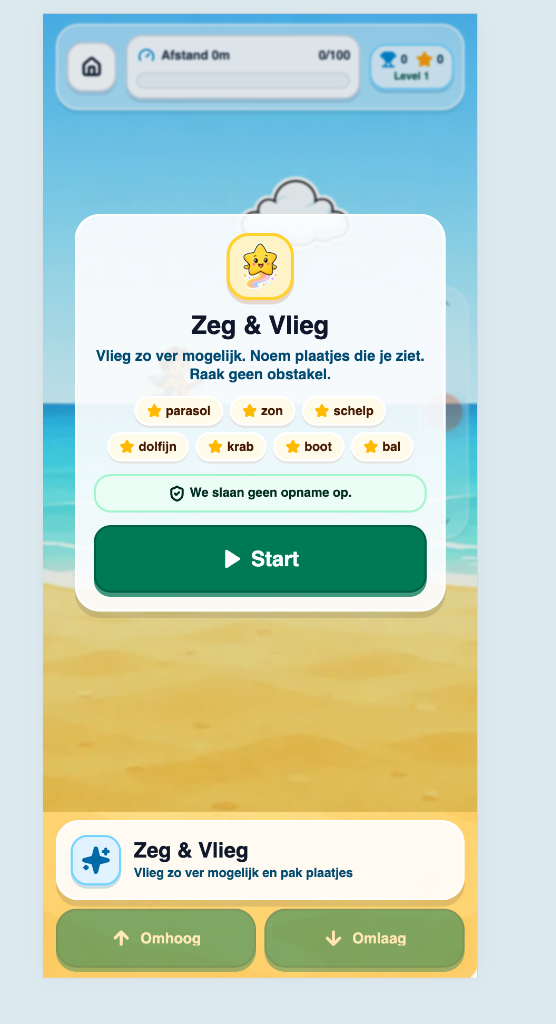 Afstand 0m 0/100
0 0
Level 1
Zeg & Vlieg
Vlieg zo ver mogelijk. Noem plaatjes die je ziet.
Raak geen obstakel.
parasol zon schelp
dolfijn krab boot bal
We slaan geen opname op.
Start
Zeg & Vlieg
Vlieg zo ver mogelijk en pak plaatjes
Omhoog Omlaag